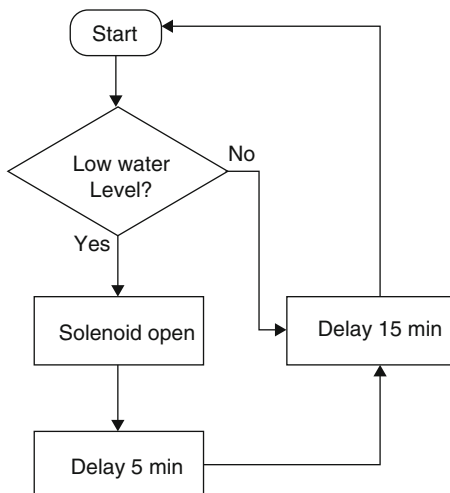 Start
Low water
Level?
No
Yes
Solenoid open
Delay 15 min
Delay 5 min